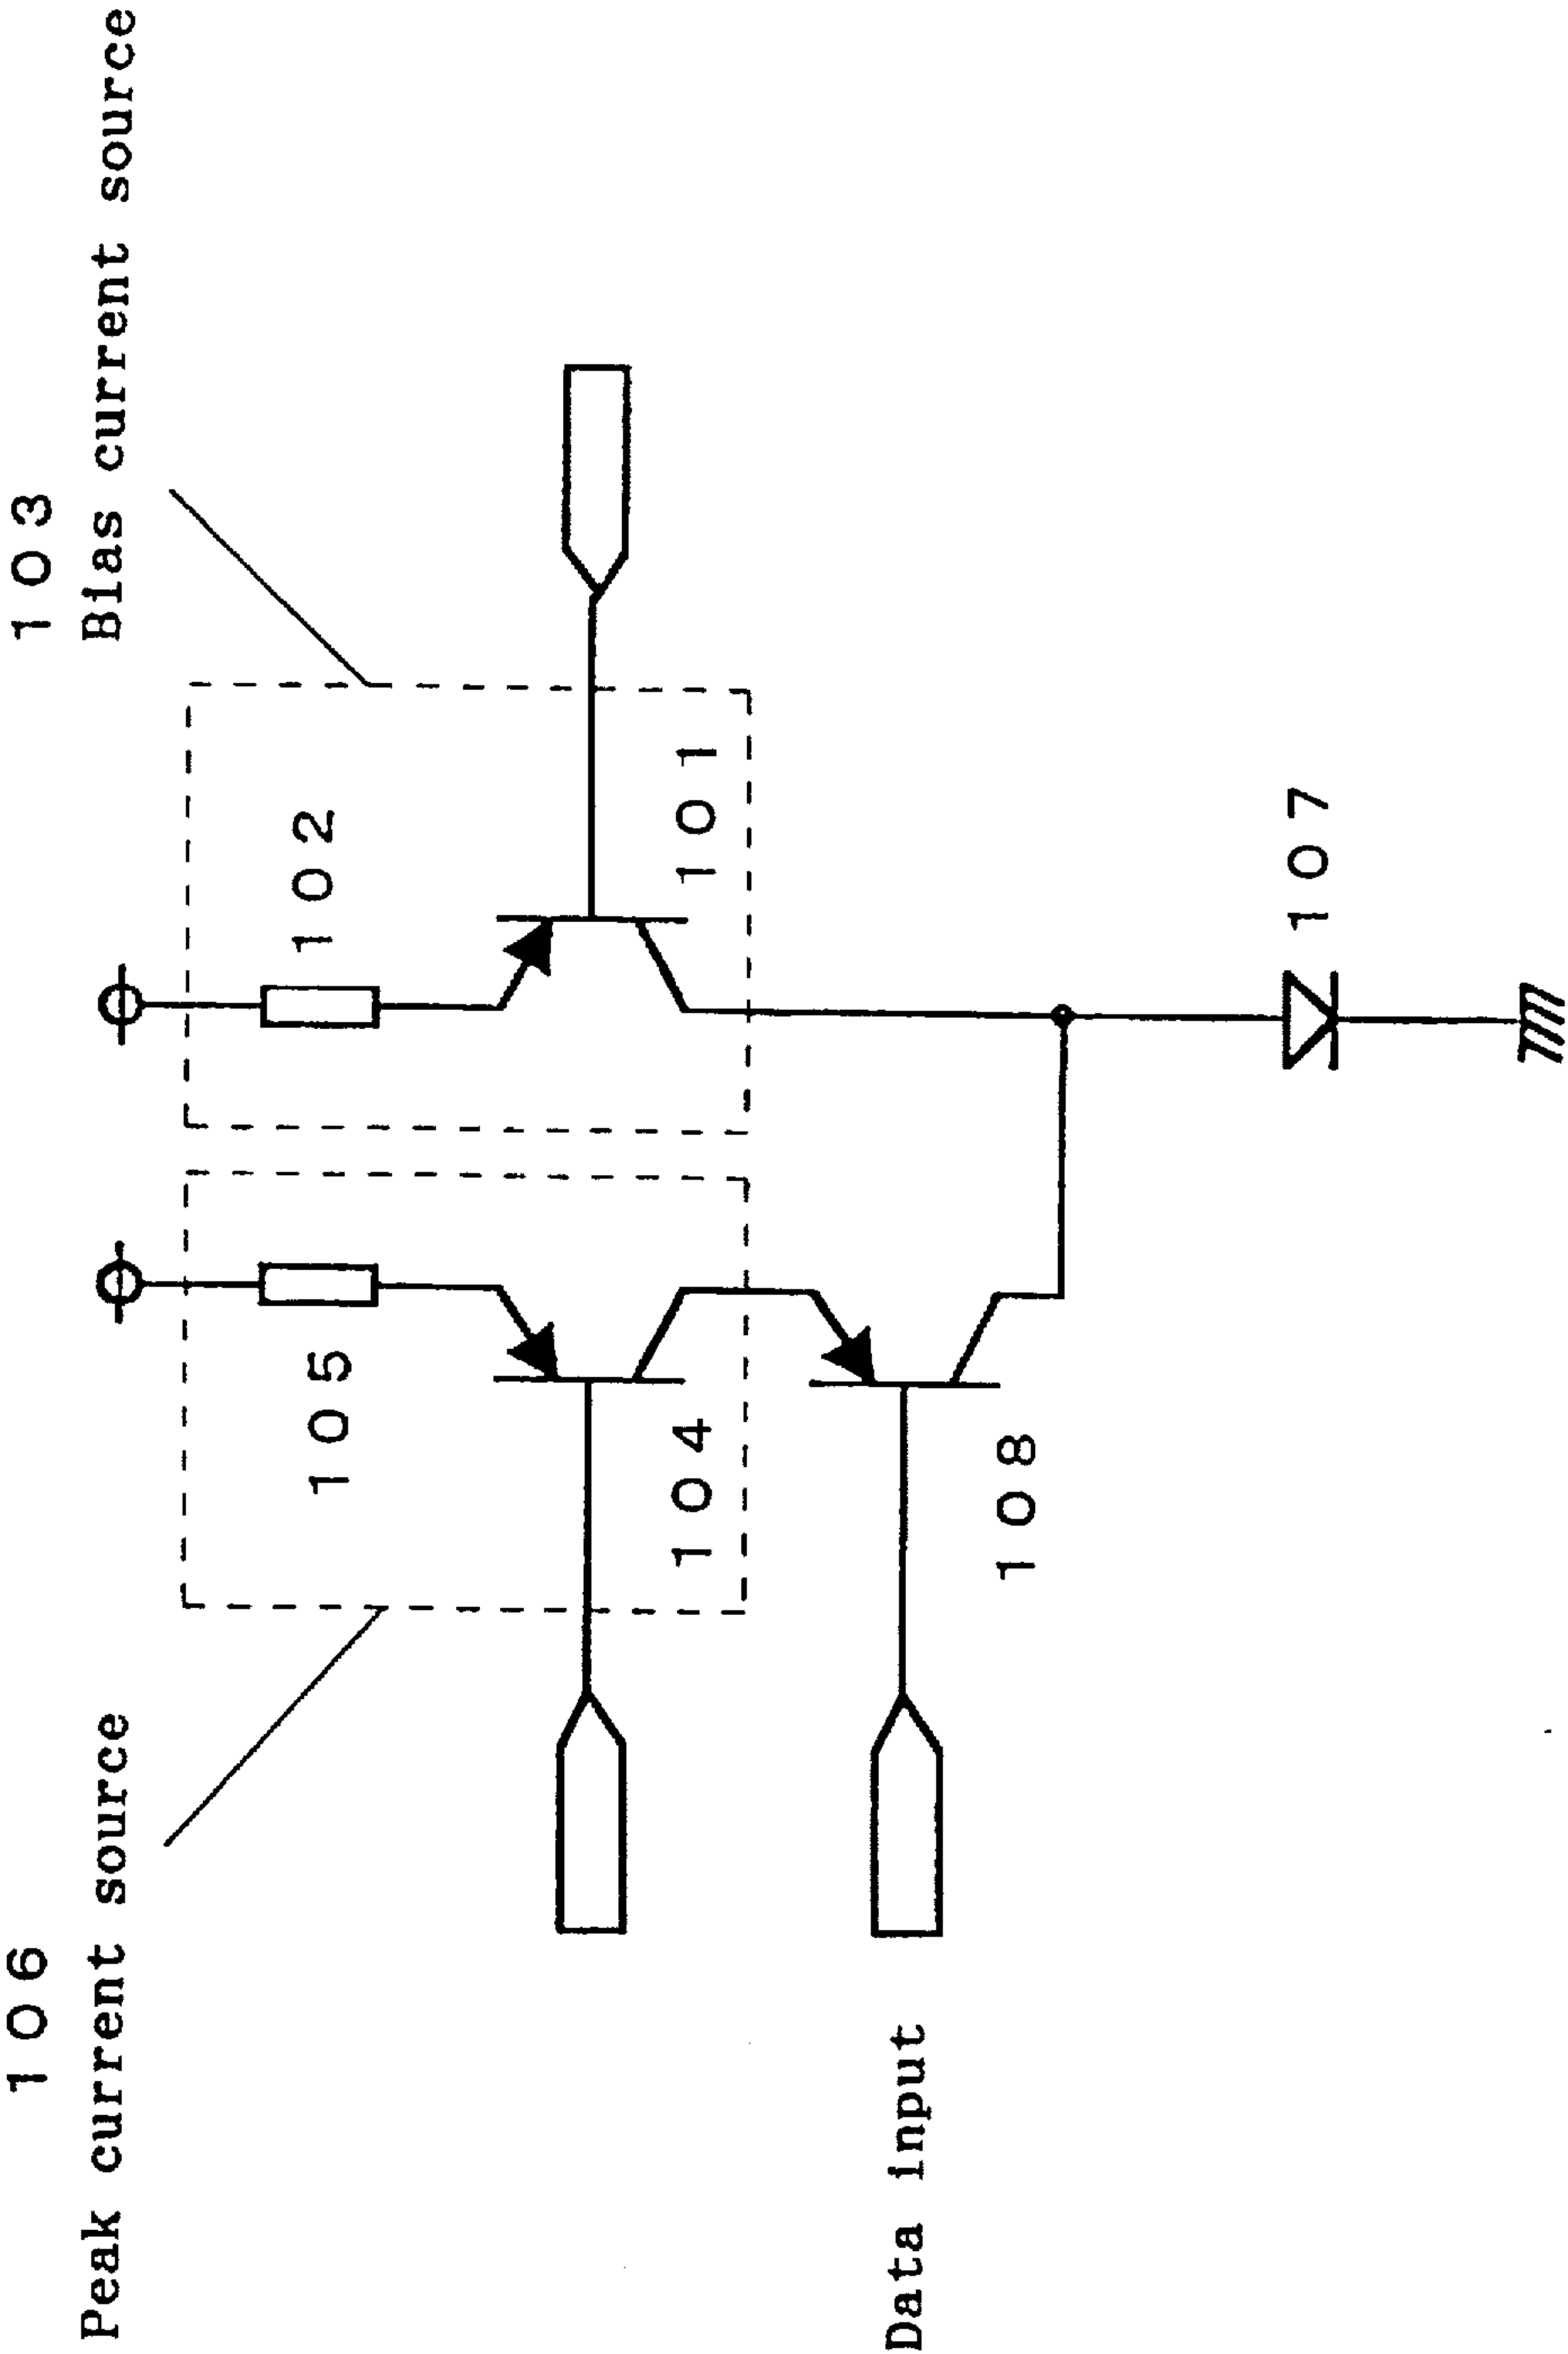 106
Peak current source
103
Bias current source
105
102
104
101
Data input
108
107